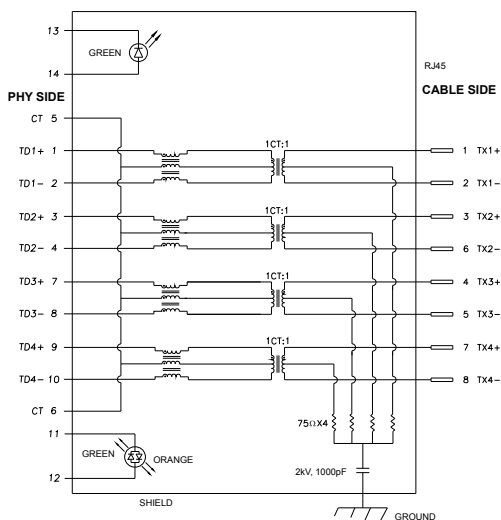 13
GREEN
14
RJ45
PHY SIDE
CABLE SIDE
CT 5
1CT:1
TD1+ 1
1 TX1+
TD1- 2
2 TX1-
1CT:1
TD2+ 3
3 TX2+
TD2- 4
6 TX2-
1CT:1
TD3+ 7
4 TX3+
TD3- 8
5 TX3-
1CT:1
TD4+ 9
7 TX4+
TD4- 10
8 TX4-
CT 6
75ΩX4
11
GREEN
ORANGE
12
2kV, 1000pF
SHIELD
GROUND